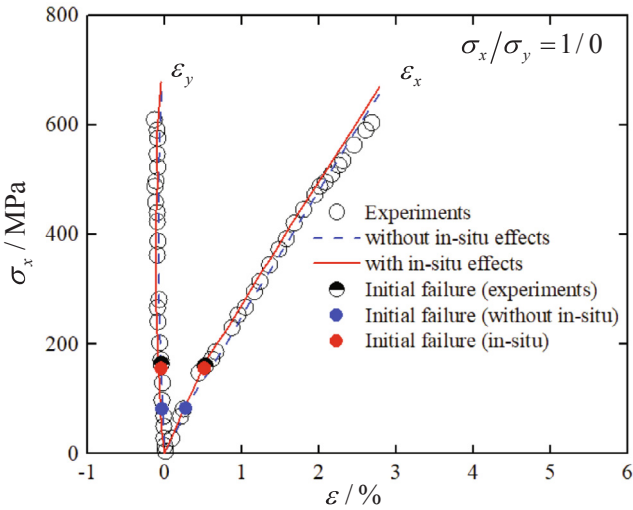 σx/σy = 1/0
εy
εx
600
400
200
0
σx / MPa
Experiments
without in-situ effects
with in-situ effects
Initial failure (experiments)
Initial failure (without in-situ)
Initial failure (in-situ)
-1 0 1 2 3 4 5 6
ε / %